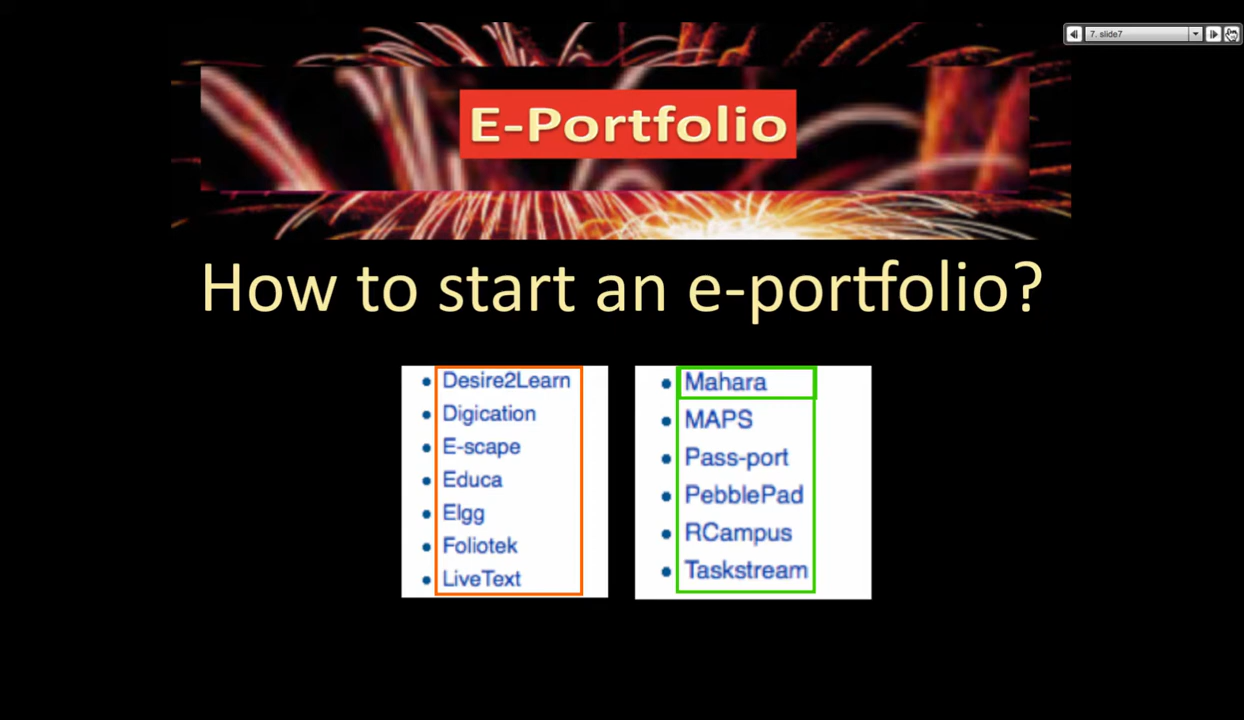 7. slide7
E-Portfolio
How to start an e-portfolio?
Desire2Learn
Digication
E-scape
Educa
Elgg
Foliotek
LiveText
Mahara
MAPS
Pass-port
PebblePad
RCampus
Taskstream